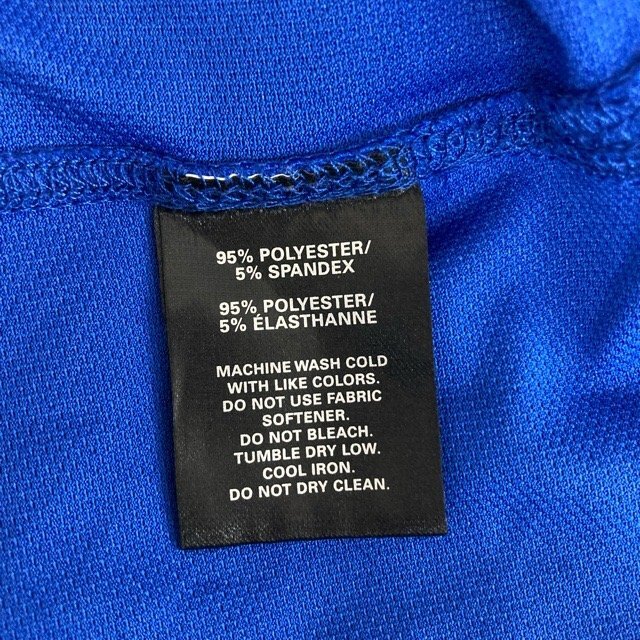 95% POLYESTER/
5% SPANDEX
95% POLYESTER/
5% ÉLASTHANNE
MACHINE WASH COLD
WITH LIKE COLORS.
DO NOT USE FABRIC
SOFTENER.
DO NOT BLEACH.
TUMBLE DRY LOW.
COOL IRON.
DO NOT DRY CLEAN.